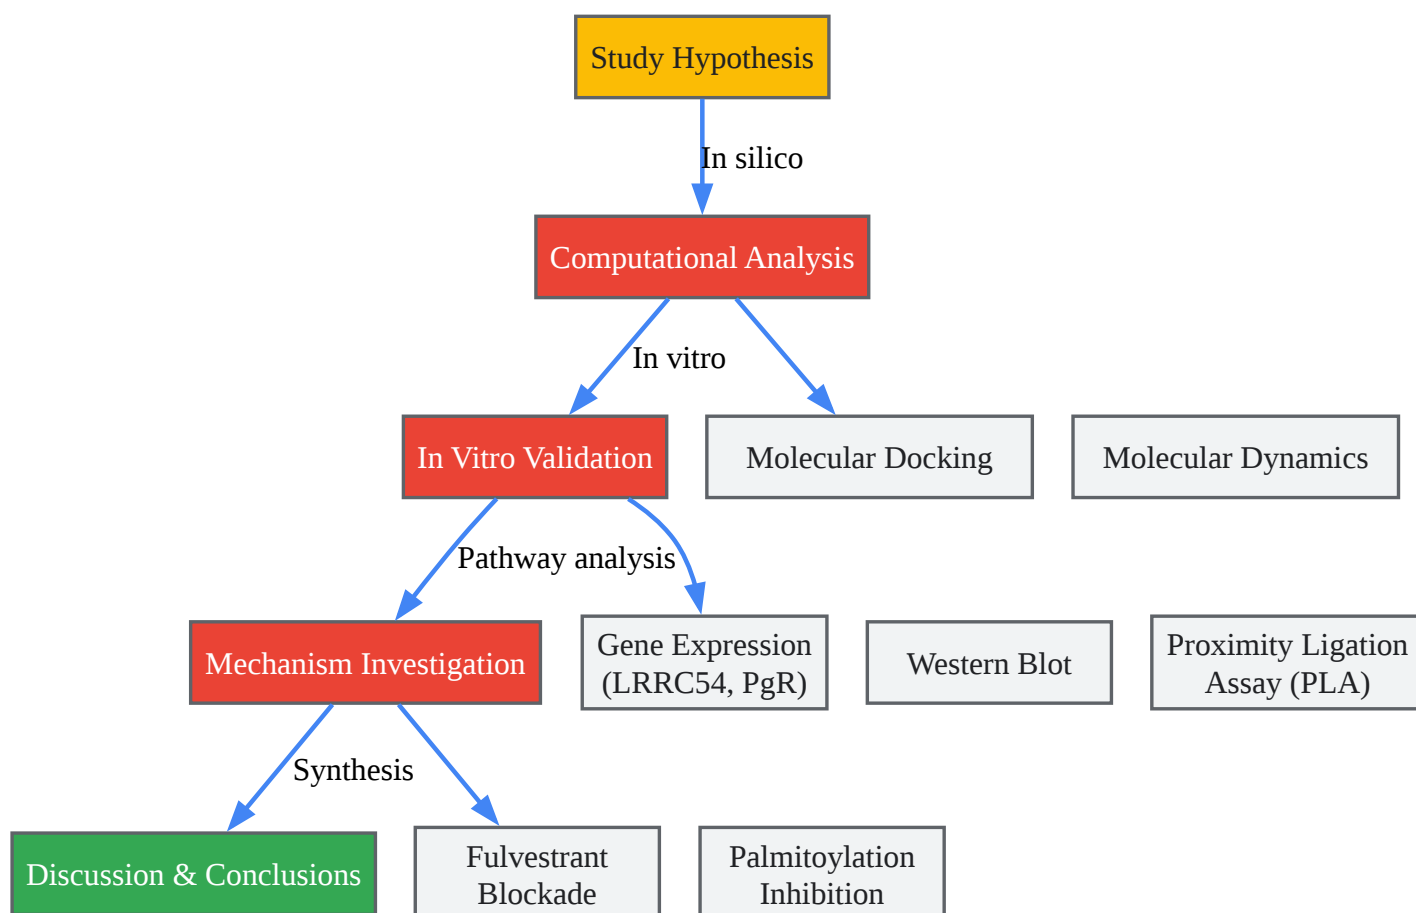 Study Hypothesis
In silico
Computational Analysis
In vitro
In Vitro Validation
Molecular Docking
Molecular Dynamics
Pathway analysis
Mechanism Investigation
Gene Expression
(LRRC54, PgR)
Western Blot
Proximity Ligation
Assay (PLA)
Synthesis
Discussion & Conclusions
Fulvestrant
Blockade
Palmitoylation
Inhibition